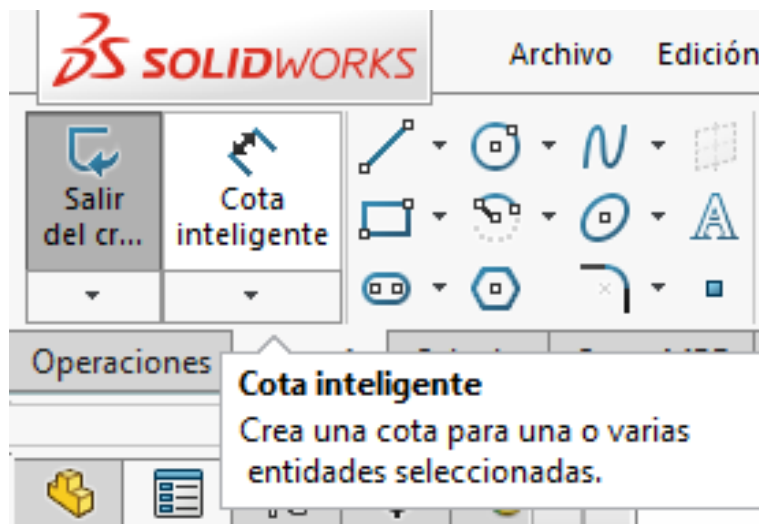 SOLIDWORKS
Archivo Edición
Salir
del cr...
Cota
inteligente
Operaciones
Cota inteligente
Crea una cota para una o varias
entidades seleccionadas.